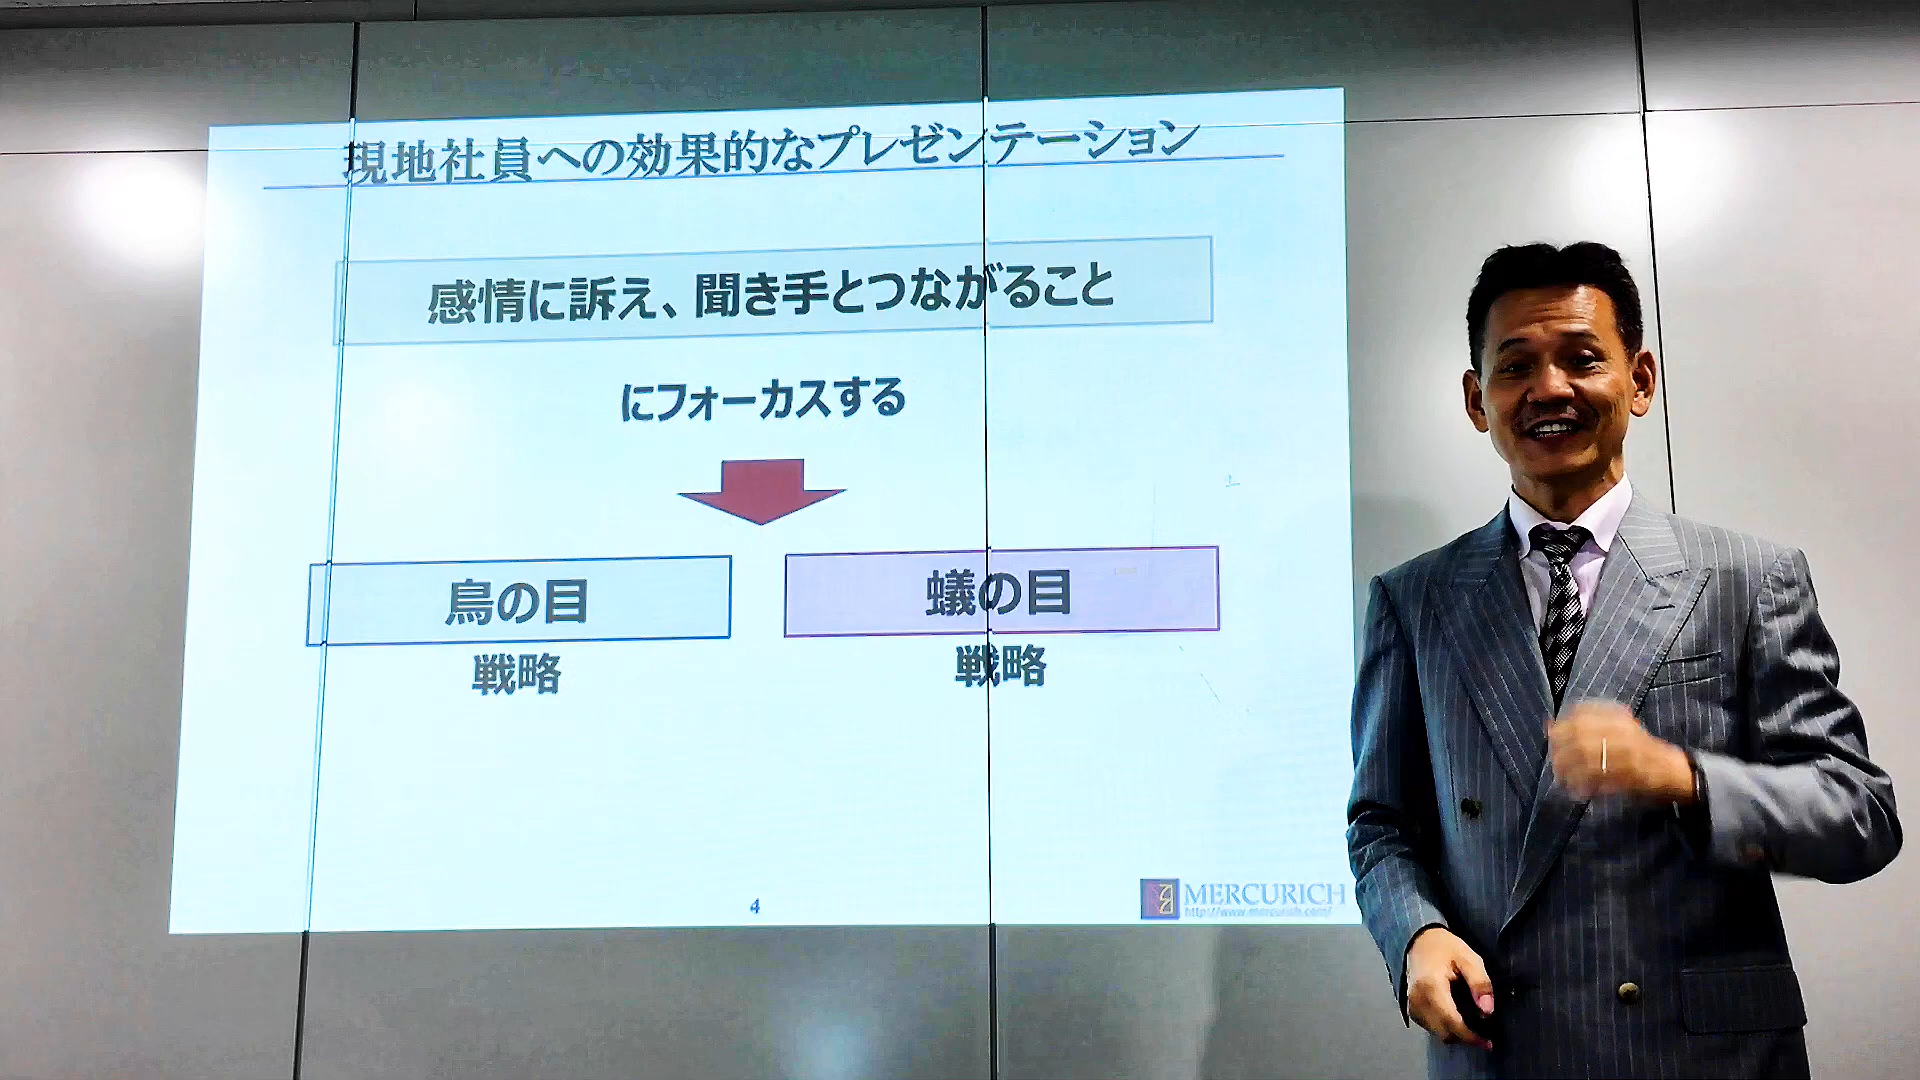 現地社員への効果的なプレゼンテーション
感情に訴え、聞き手とつながること
にフォーカスする
鳥の目
蟻の目
戦略
戦略
4
MERCURICH
http://www.mercurich.com/